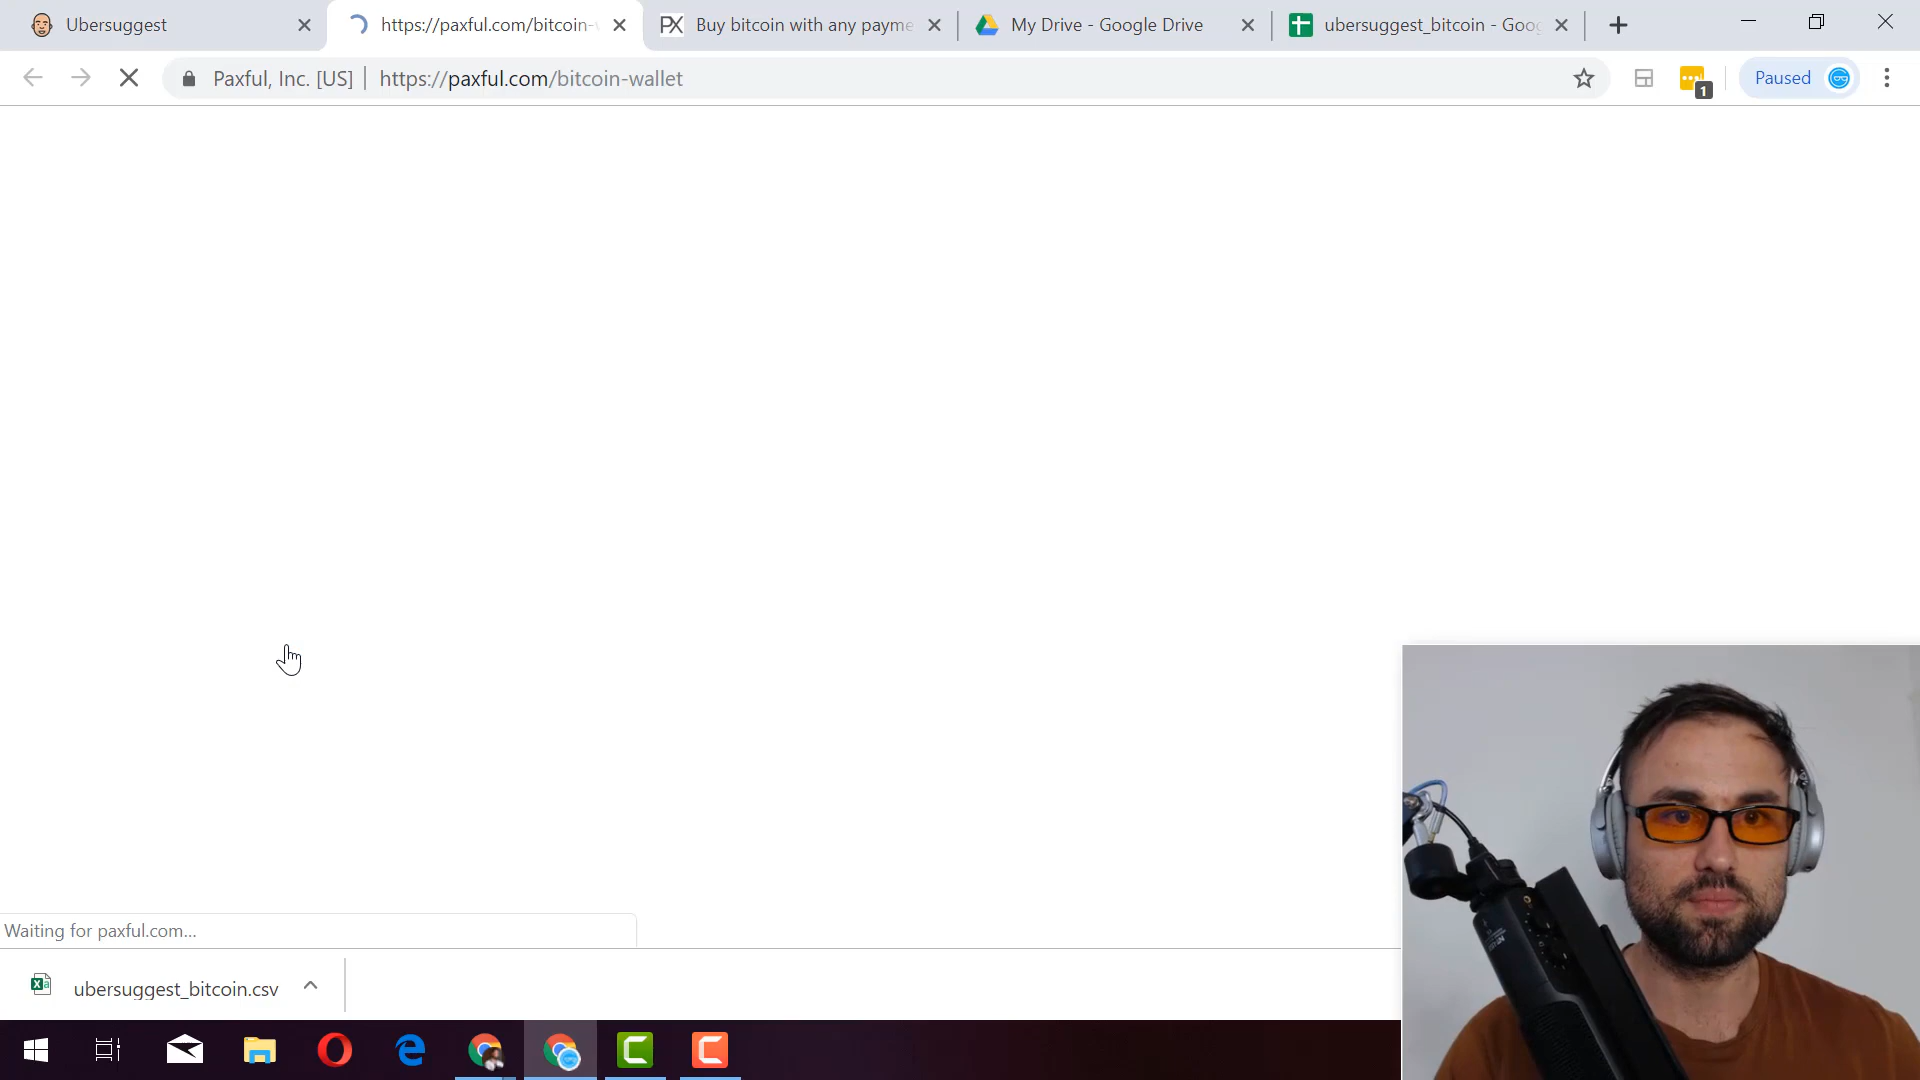 Ubersuggest
https://paxful.com/bitcoin-
PX Buy bitcoin with any payme
My Drive - Google Drive
ubersuggest_bitcoin - Goog
Paxful, Inc. [US] | https://paxful.com/bitcoin-wallet
1
Paused
Waiting for paxful.com...
ubersuggest_bitcoin.csv